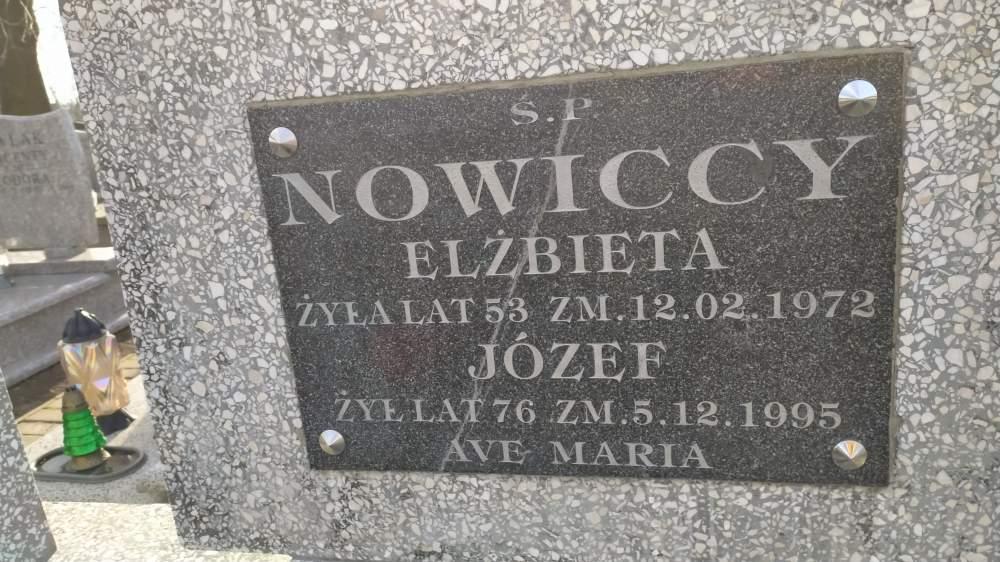 Ś.P
NOWICCY
ELŻBIETA
ŻYŁA LAT 53 ZM.12.02.1972
JÓZEF
ŻYŁ LAT 76 ZM.5.12.1995
AVE MARIA